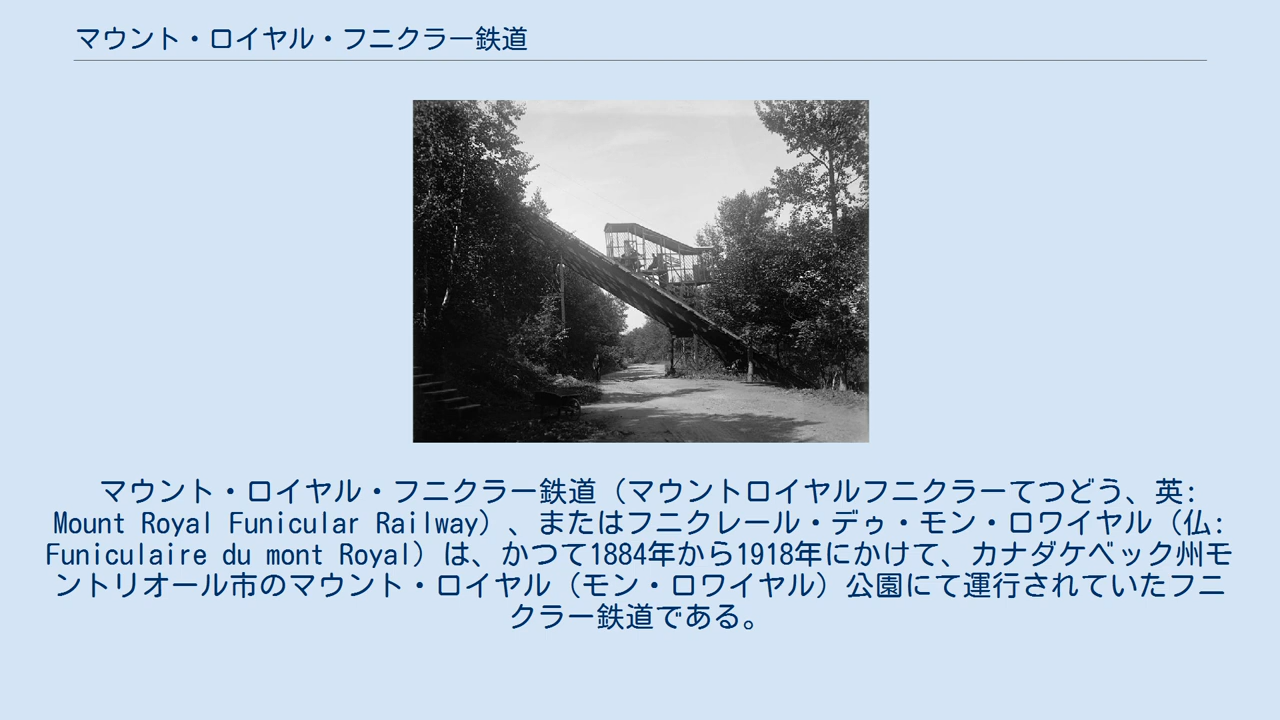 マウント・ロイヤル・フニクラー鉄道
マウント・ロイヤル・フニクラー鉄道（マウントロイヤルフニクラーてつどう、英:
Mount Royal Funicular Railway）、またはフニクレール・デゥ・モン・ロワイヤル（仏:
Funiculaire du mont Royal）は、かつて1884年から1918年にかけて、カナダケベック州モ
ントリオール市のマウント・ロイヤル（モン・ロワイヤル）公園にて運行されていたフニ
クラー鉄道である。